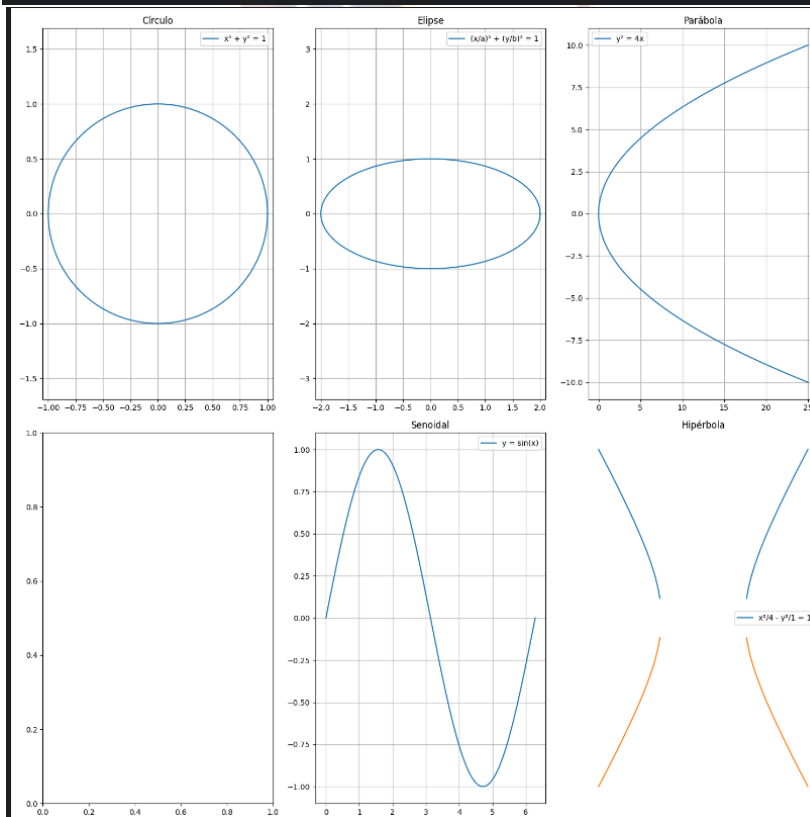 Círculo
x² + y² = 1
1.5
1.0
0.5
0.0
−0.5
−1.0
−1.5
−1.00 −0.75 −0.50 −0.25 0.00 0.25 0.50 0.75 1.00
Elipse
(x/a)² + (y/b)² = 1
3
2
1
0
−1
−2
−3
−2.0 −1.5 −1.0 −0.5 0.0 0.5 1.0 1.5 2.0
Parábola
y² = 4x
10.0
7.5
5.0
2.5
0.0
−2.5
−5.0
−7.5
−10.0
0 5 10 15 20 25
1.0
0.8
0.6
0.4
0.2
0.0
0.0 0.2 0.4 0.6 0.8 1.0
Senoidal
y = sin(x)
1.00
0.75
0.50
0.25
0.00
−0.25
−0.50
−0.75
−1.00
0 1 2 3 4 5 6
Hipérbola
x²/4 - y²/1 = 1